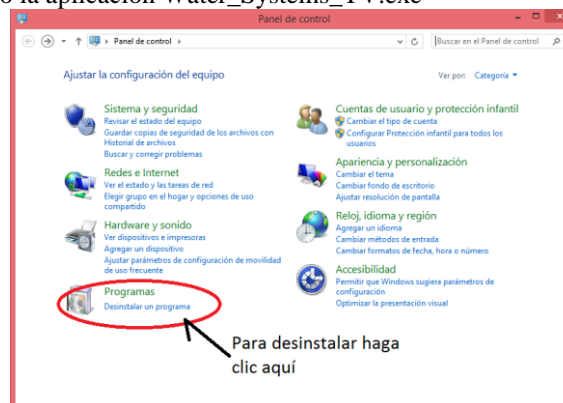 o la aplicación Water_Systems_TV.exe
Panel de control
Panel de control
Buscar en el Panel de control
Ajustar la configuración del equipo
Ver por: Categoría
Sistema y seguridad
Revisar el estado del equipo
Guardar copias de seguridad de los archivos con
Historial de archivos
Buscar y corregir problemas
Redes e Internet
Ver el estado y las tareas de red
Elegir grupo en el hogar y opciones de uso
compartido
Hardware y sonido
Ver dispositivos e impresoras
Agregar un dispositivo
Ajustar parámetros de configuración de movilidad
de uso frecuente
Programas
Desinstalar un programa
Cuentas de usuario y protección infantil
Cambiar el tipo de cuenta
Configurar Protección infantil para todos los
usuarios
Apariencia y personalización
Cambiar el tema
Cambiar fondo de escritorio
Ajustar resolución de pantalla
Reloj, idioma y región
Agregar un idioma
Cambiar métodos de entrada
Cambiar formatos de fecha, hora o número
Accesibilidad
Permitir que Windows sugiera parámetros de
configuración
Optimizar la presentación visual
Para desinstalar haga
clic aquí